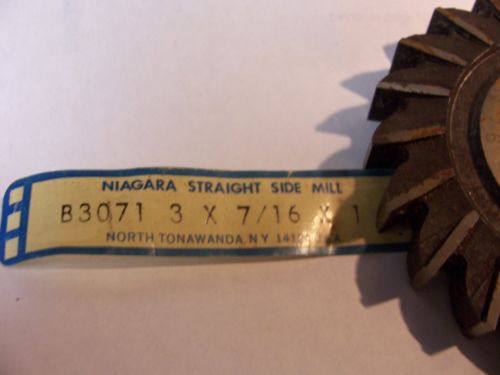 NIAGARA STRAIGHT SIDE MILL
B3071 3 X 7/16 X 1
NORTH TONAWANDA, N.Y.